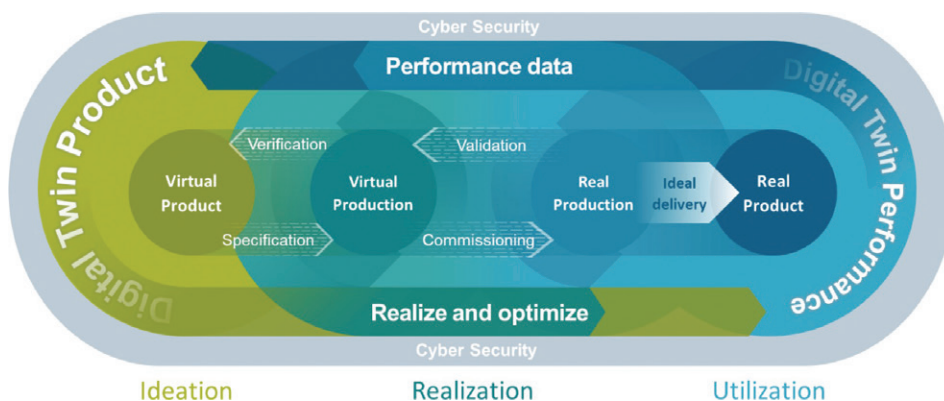 Cyber Security
Performance data
Digital Twin Product
Digital Twin Performance
Verification
Validation
Virtual
Product
Virtual
Production
Real
Production
Ideal
delivery
Real
Product
Specification
Commissioning
Digital
Realize and optimize
Cyber Security
Ideation
Realization
Utilization